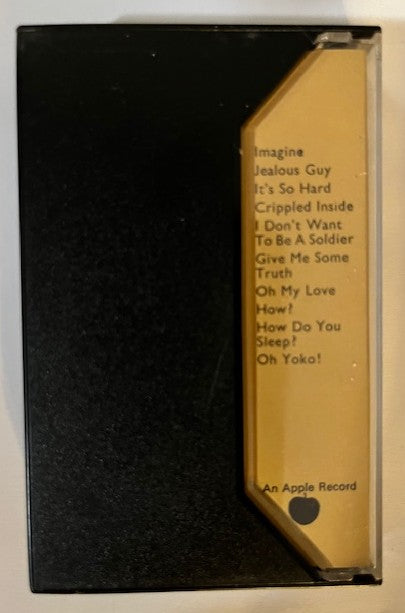 Imagine
Jealous Guy
It's So Hard
Crippled Inside
I Don't Want
To Be A Soldier
Give Me Some
Truth
Oh My Love
How?
How Do You
Sleep?
Oh Yoko!
An Apple Record